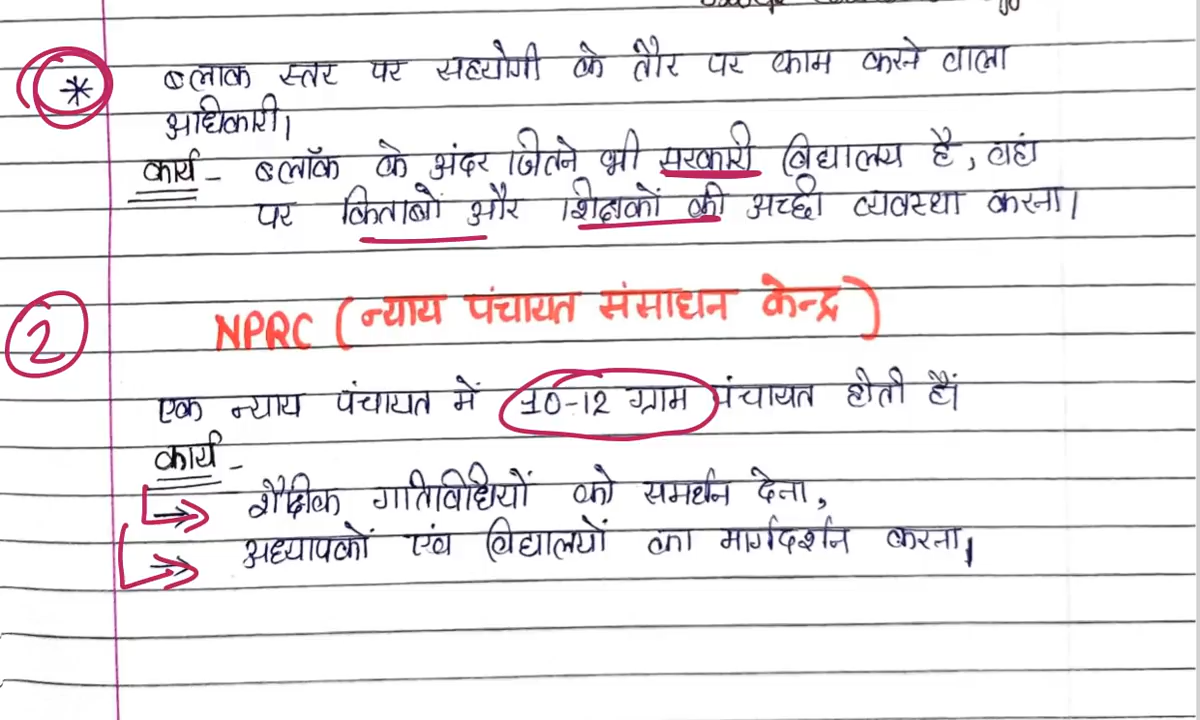 * ब्लाक स्तर पर सहयोगी के तौर पर काम करने वाला
अधिकारी।
कार्य - ब्लॉक के अंदर जितने भी सरकारी विद्यालय है, वहां
पर किताबों और शिक्षकों की अच्छी व्यवस्था करना।
2 NPRC (न्याय पंचायत संसाधन केन्द्र)
एक न्याय पंचायत में 10-12 ग्राम पंचायत होती हैं।
कार्य -
शैक्षिक गतिविधियों को समर्थन देना,
अध्यापकों एवं विद्यालयों का मार्गदर्शन करना।